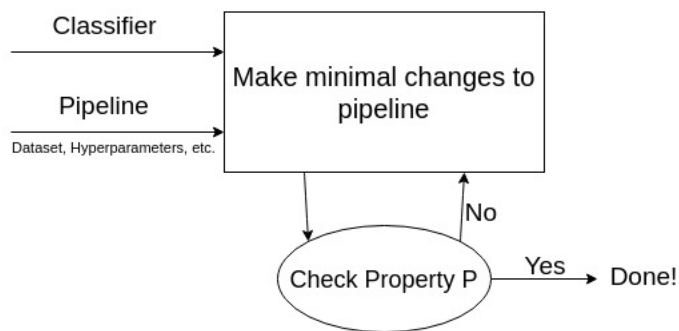 Classifier
Pipeline
Dataset, Hyperparameters, etc.
Make minimal changes to
pipeline
No
Check Property P
Yes
Done!